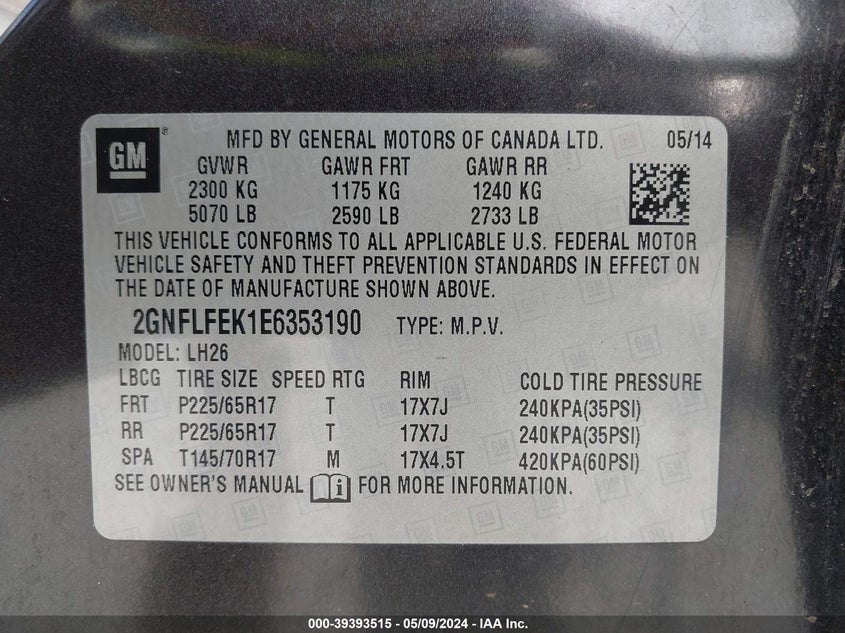 GM ® MFD BY GENERAL MOTORS OF CANADA LTD. 05/14
GVWR GAWR FRT GAWR RR
2300 KG 1175 KG 1240 KG
5070 LB 2590 LB 2733 LB
THIS VEHICLE CONFORMS TO ALL APPLICABLE U.S. FEDERAL MOTOR
VEHICLE SAFETY AND THEFT PREVENTION STANDARDS IN EFFECT ON
THE DATE OF MANUFACTURE SHOWN ABOVE.
2GNFLFEK1E6353190 TYPE: M.P.V.
MODEL: LH26
LBCG TIRE SIZE SPEED RTG RIM COLD TIRE PRESSURE
FRT P225/65R17 T 17X7J 240KPA(35PSI)
RR P225/65R17 T 17X7J 240KPA(35PSI)
SPA T145/70R17 M 17X4.5T 420KPA(60PSI)
SEE OWNER'S MANUAL i FOR MORE INFORMATION.
000-39393515 - 05/09/2024 - IAA Inc.